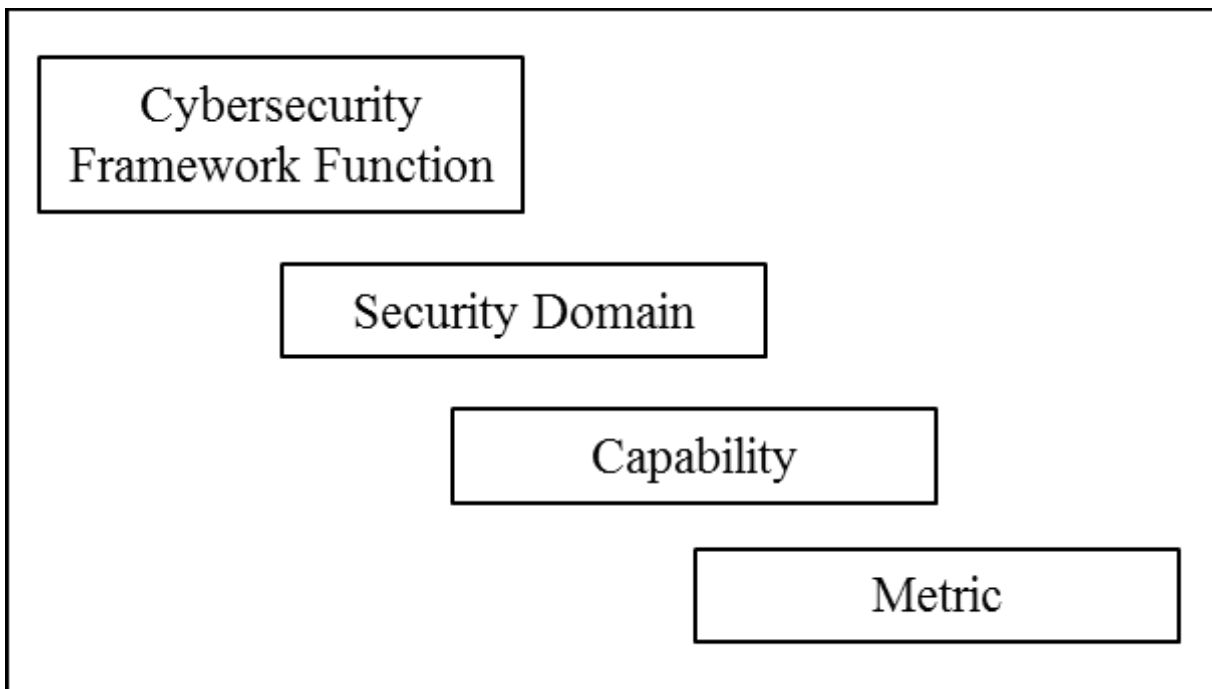 Cybersecurity
Framework Function
Security Domain
Capability
Metric